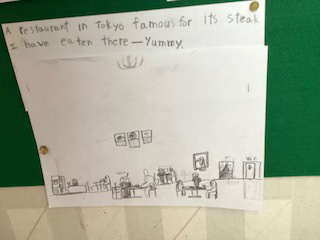 A restaurant in Tokyo famous for its steak
I have eaten there—Yummy.
W.C